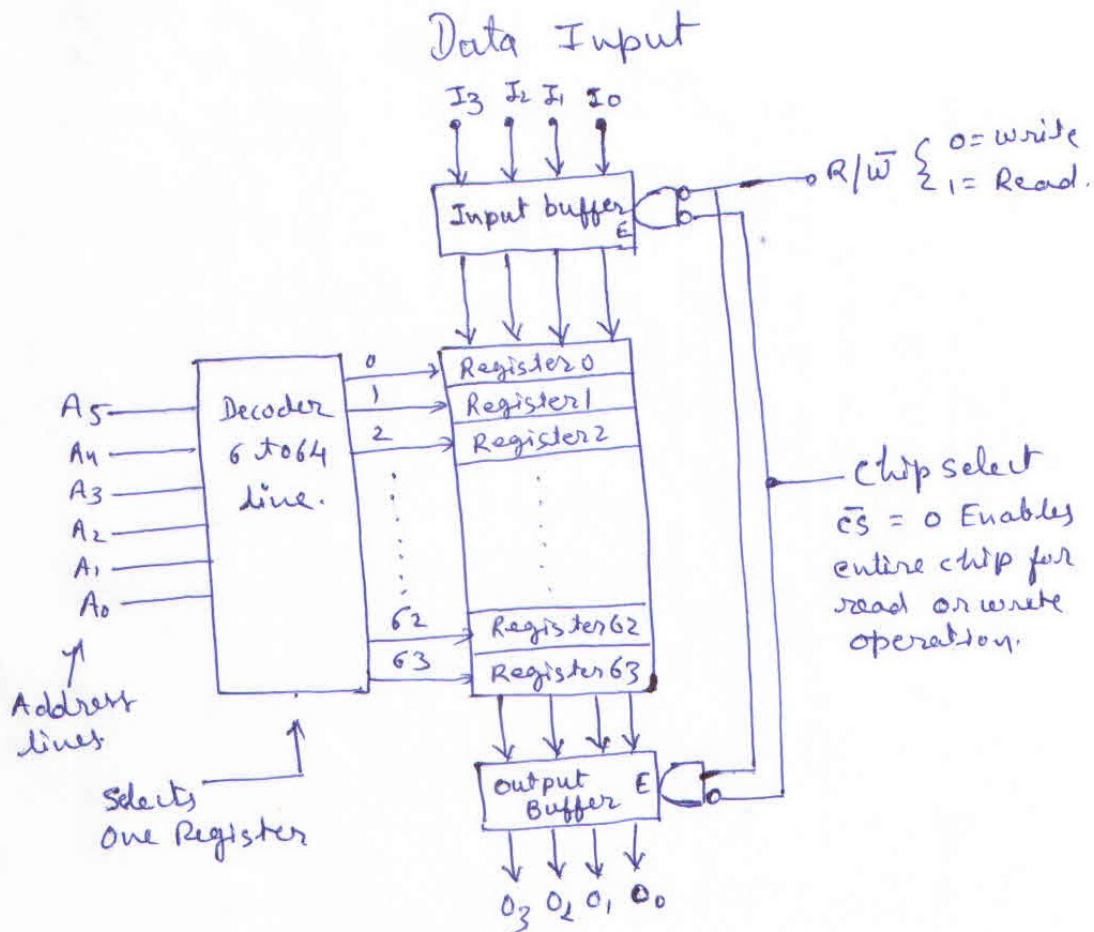 Data Input
I3 I2 I1 I0
R/W̅ { 0 = write
1 = Read.
Input buffer
E
0
Register 0
A5
Decoder
1
Register 1
A4
6 to 64
2
Register 2
A3
line.
A2
A1
A0
Chip select
C̅S̅ = 0 Enables
entire chip for
read or write
operation.
62
Register 62
63
Register 63
Address
lines
Selects
One Register
Output
Buffer
E
O3 O2 O1 O0